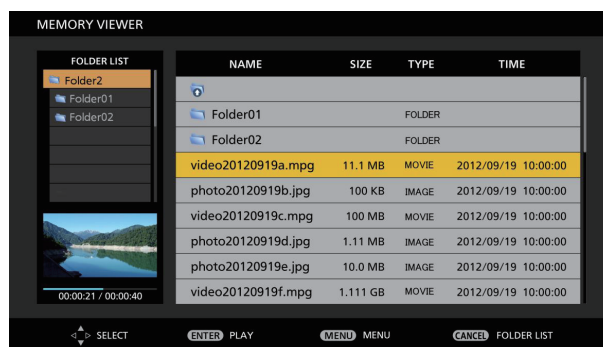 MEMORY VIEWER
FOLDER LIST
Folder2
Folder01
Folder02
00:00:21 / 00:00:40
NAME SIZE TYPE TIME
Folder01 FOLDER
Folder02 FOLDER
video20120919a.mpg 11.1 MB MOVIE 2012/09/19 10:00:00
photo20120919b.jpg 100 KB IMAGE 2012/09/19 10:00:00
video20120919c.mpg 100 MB MOVIE 2012/09/19 10:00:00
photo20120919d.jpg 1.11 MB IMAGE 2012/09/19 10:00:00
photo20120919e.jpg 10.0 MB IMAGE 2012/09/19 10:00:00
video20120919f.mpg 1.111 GB MOVIE 2012/09/19 10:00:00
SELECT ENTER PLAY MENU MENU CANCEL FOLDER LIST